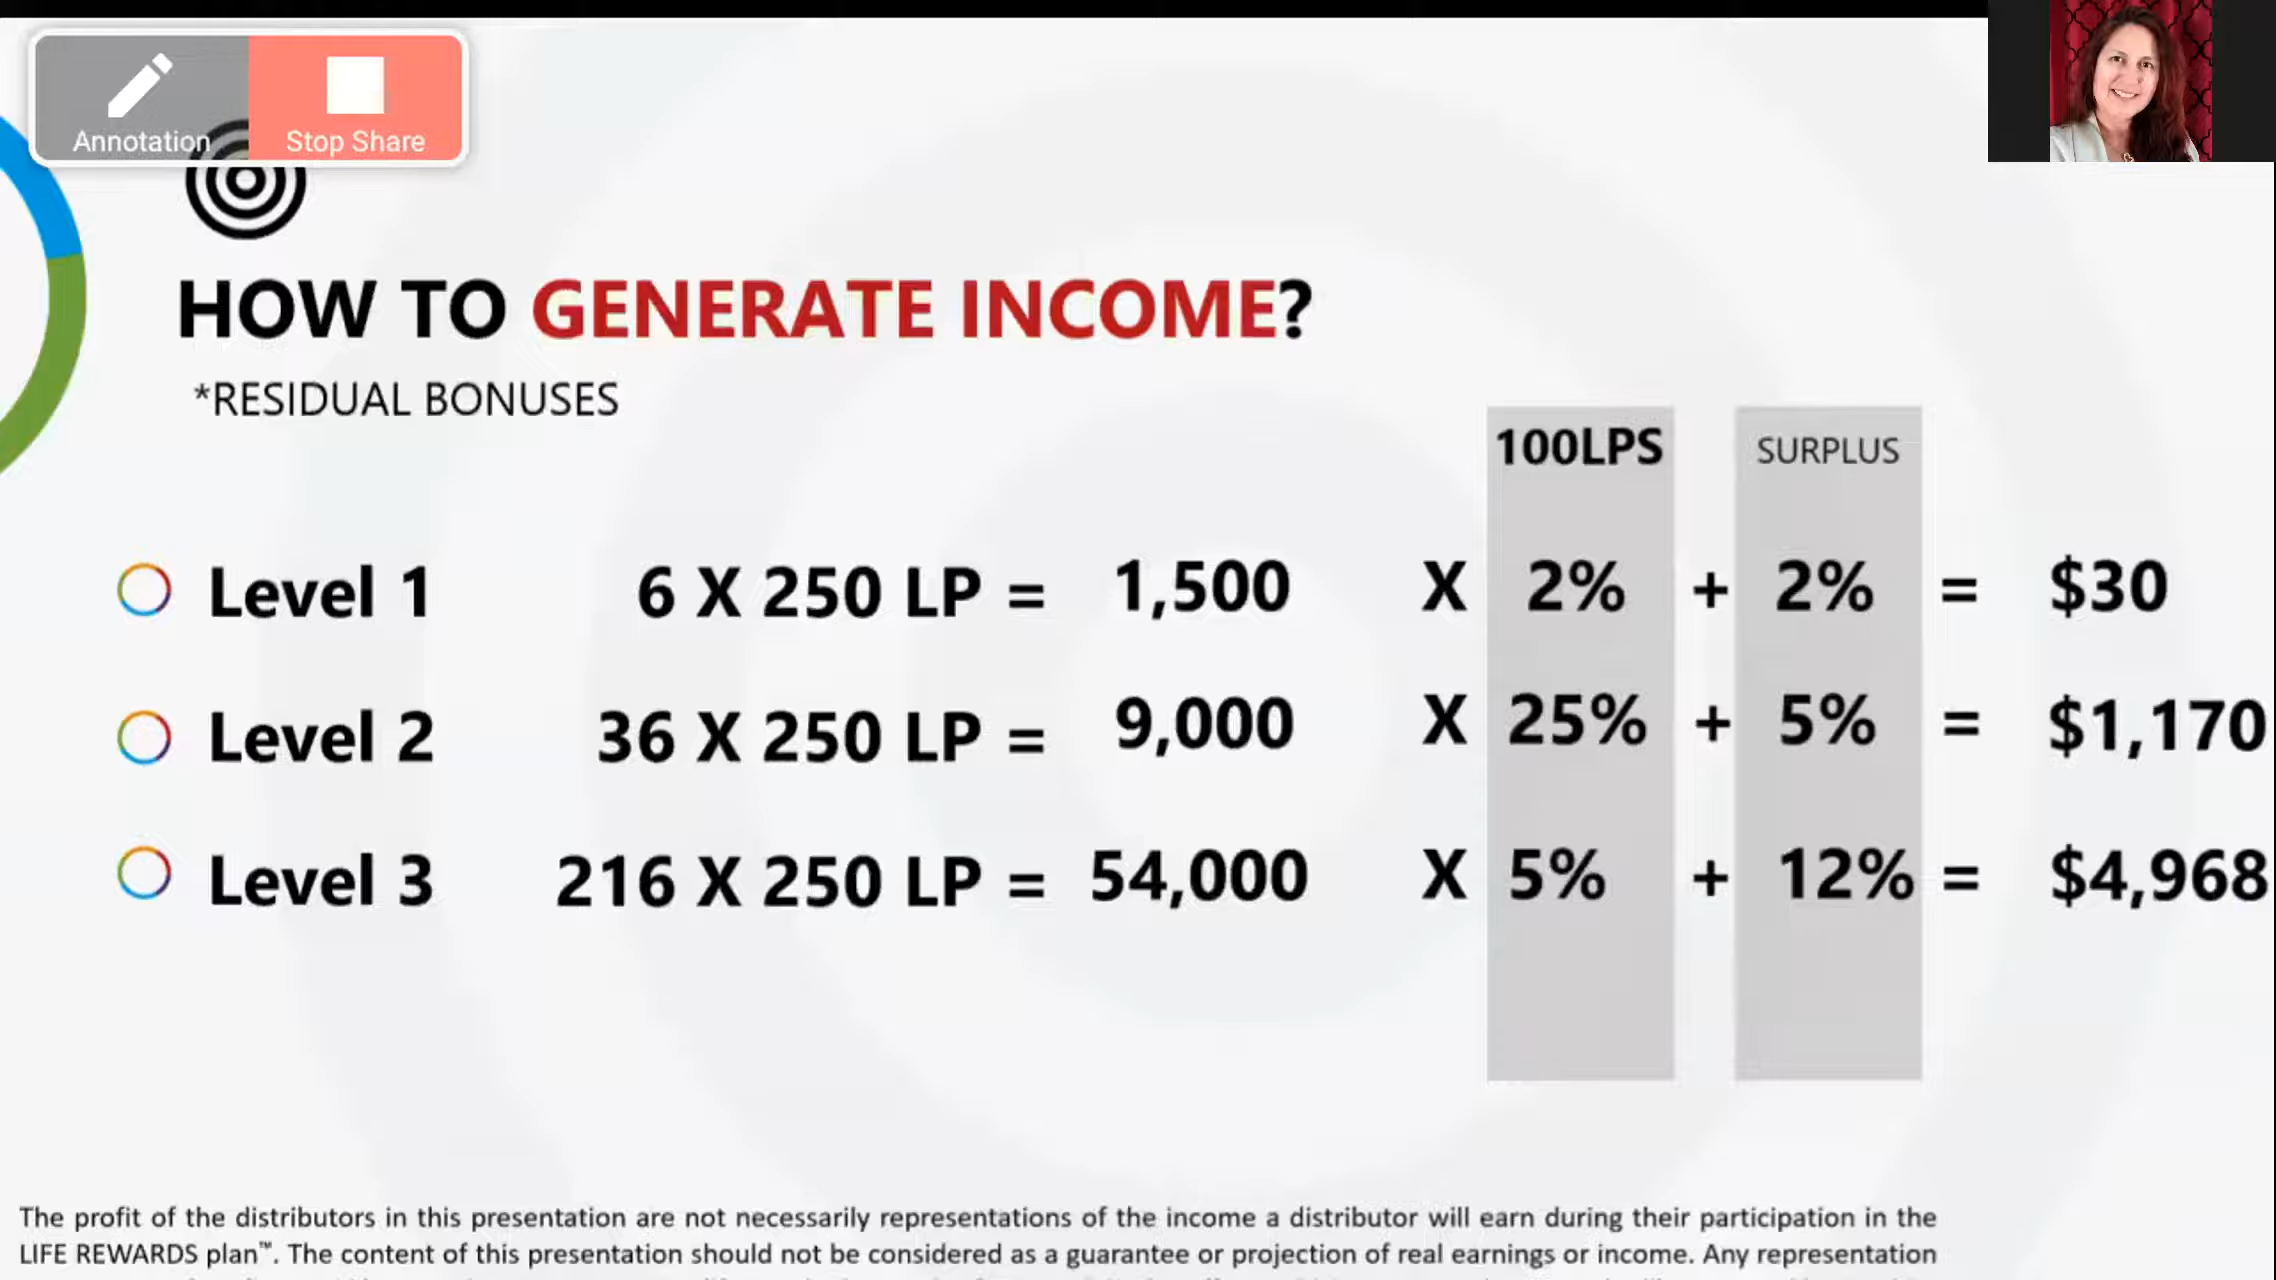 Annotation
Stop Share
HOW TO GENERATE INCOME?
*RESIDUAL BONUSES
100LPS SURPLUS
Level 1 6 X 250 LP = 1,500 X 2% + 2% = $30
Level 2 36 X 250 LP = 9,000 X 25% + 5% = $1,170
Level 3 216 X 250 LP = 54,000 X 5% + 12% = $4,968
The profit of the distributors in this presentation are not necessarily representations of the income a distributor will earn during their participation in the
LIFE REWARDS plan™. The content of this presentation should not be considered as a guarantee or projection of real earnings or income. Any representation